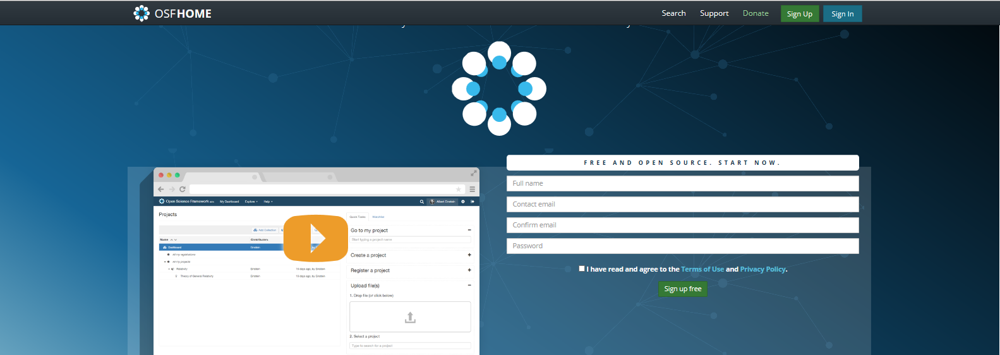 OSFHOME
Search Support Donate Sign Up Sign In
FREE AND OPEN SOURCE. START NOW.
Full name
Contact email
Confirm email
Password
I have read and agree to the Terms of Use and Privacy Policy.
Sign up free
Open Science Framework My Dashboard Explore Help Albert Einstein
Projects
Add Collection
Name Contributors
Dashboard Einstein by Einstein
All my registrations
All my projects
Relativity Einstein 15 days ago, by Einstein
Theory of General Relativity Einstein 15 days ago, by Einstein
Quick Tasks Watchlist
Go to my project
Start typing a project name
Create a project
Register a project
Upload file(s)
1. Drop file (or click below)
2. Select a project
Type to search for a project